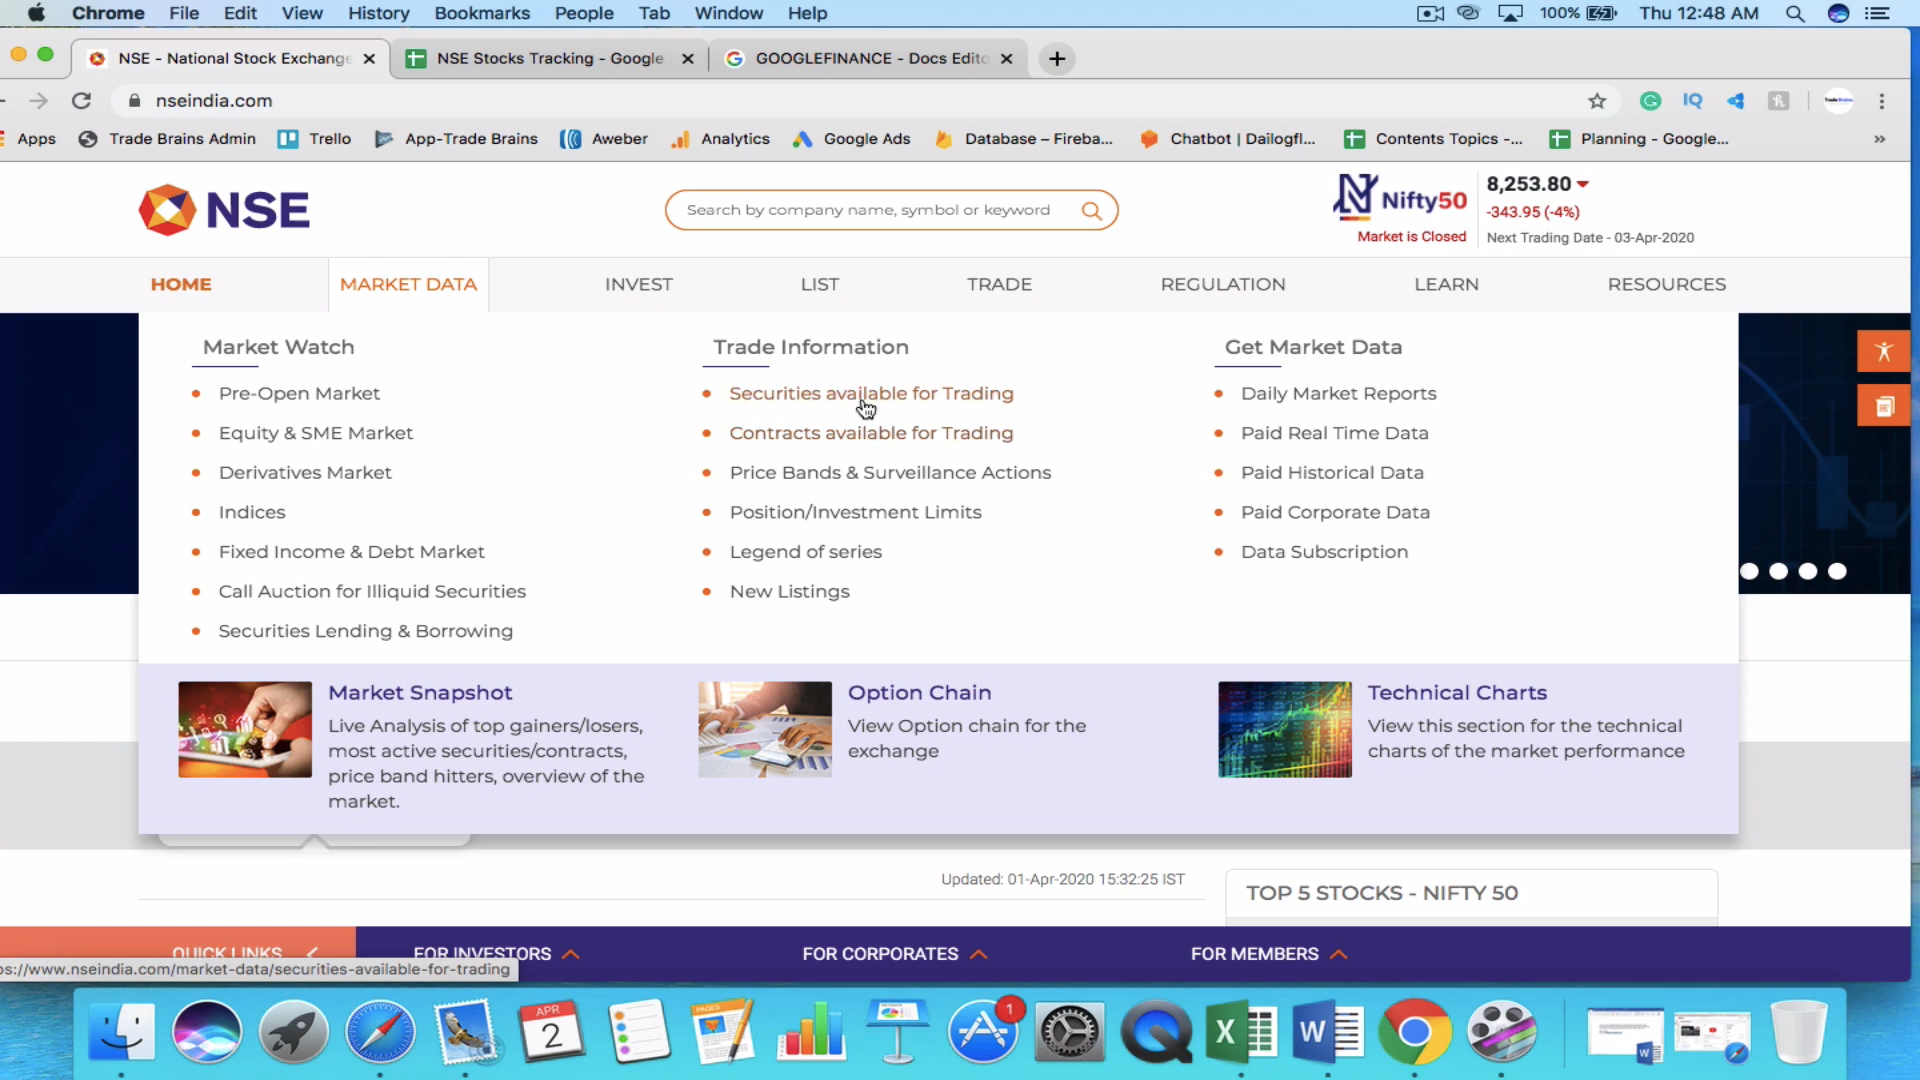 Chrome File Edit View History Bookmarks People Tab Window Help 100% Thu 12:48 AM
NSE - National Stock Exchange NSE Stocks Tracking - Google GOOGLEFINANCE - Docs Edito
nseindia.com
Apps Trade Brains Admin Trello App-Trade Brains Aweber Analytics Google Ads Database – Fireba... Chatbot | Dailogfl... Contents Topics -... Planning - Google... »
NSE
Search by company name, symbol or keyword
Nifty50
Market is Closed
8,253.80
-343.95 (-4%)
Next Trading Date - 03-Apr-2020
HOME MARKET DATA INVEST LIST TRADE REGULATION LEARN RESOURCES
Market Watch
Pre-Open Market
Equity & SME Market
Derivatives Market
Indices
Fixed Income & Debt Market
Call Auction for Illiquid Securities
Securities Lending & Borrowing
Trade Information
Securities available for Trading
Contracts available for Trading
Price Bands & Surveillance Actions
Position/Investment Limits
Legend of series
New Listings
Get Market Data
Daily Market Reports
Paid Real Time Data
Paid Historical Data
Paid Corporate Data
Data Subscription
Market Snapshot
Live Analysis of top gainers/losers,
most active securities/contracts,
price band hitters, overview of the
market.
Option Chain
View Option chain for the
exchange
Technical Charts
View this section for the technical
charts of the market performance
Updated: 01-Apr-2020 15:32:25 IST
TOP 5 STOCKS - NIFTY 50
QUICK LINKS FOR INVESTORS FOR CORPORATES FOR MEMBERS
ps://www.nseindia.com/market-data/securities-available-for-trading
APR
2
PAGES
1
X
W